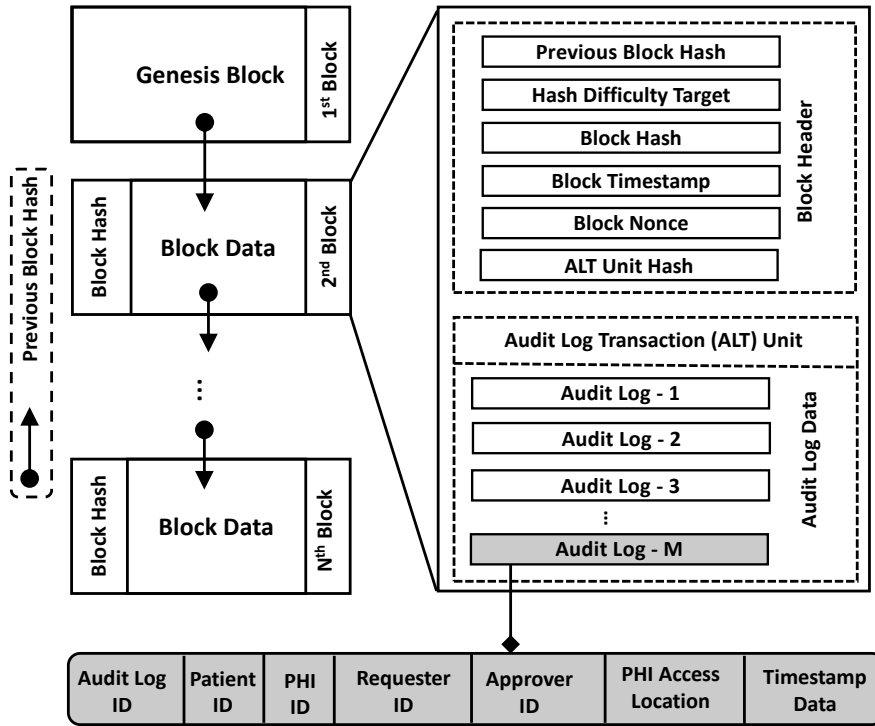 Genesis Block
1st Block
Previous Block Hash
Block Hash
Block Data
2nd Block
...
Block Hash
Block Data
Nth Block
Previous Block Hash
Hash Difficulty Target
Block Hash
Block Timestamp
Block Nonce
ALT Unit Hash
Block Header
Audit Log Transaction (ALT) Unit
Audit Log - 1
Audit Log - 2
Audit Log - 3
...
Audit Log - M
Audit Log Data
Audit Log
ID
Patient
ID
PHI
ID
Requester
ID
Approver
ID
PHI Access
Location
Timestamp
Data